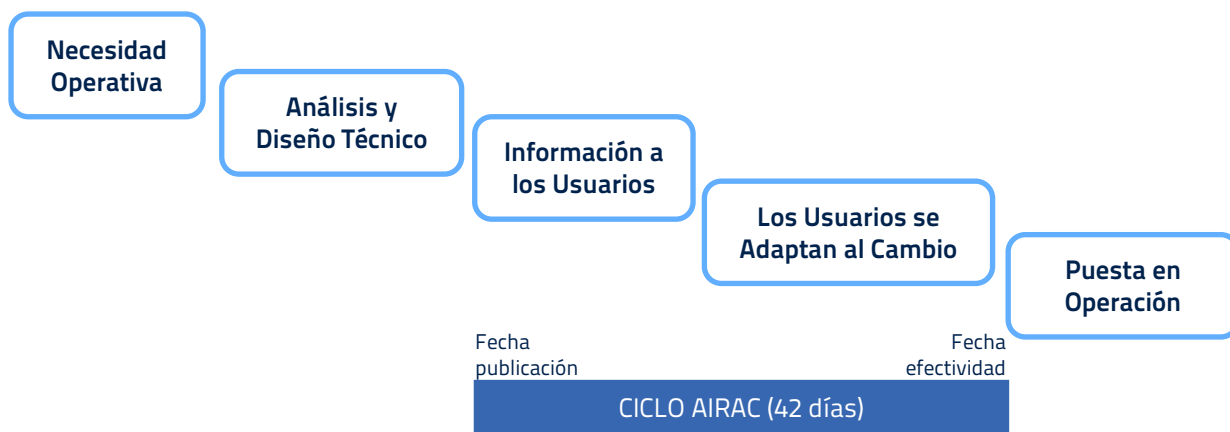 Necesidad
Operativa
Análisis y
Diseño Técnico
Información a
los Usuarios
Los Usuarios se
Adaptan al Cambio
Puesta en
Operación
Fecha
publicación
Fecha
efectividad
CICLO AIRAC (42 días)